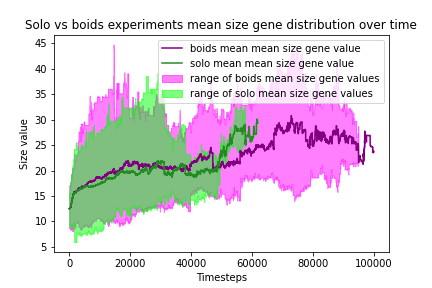 Solo vs boids experiments mean size gene distribution over time
boids mean mean size gene value
solo mean mean size gene value
range of boids mean size gene values
range of solo mean size gene values
45
40
35
30
25
20
15
10
5
Size value
0 20000 40000 60000 80000 100000
Timesteps